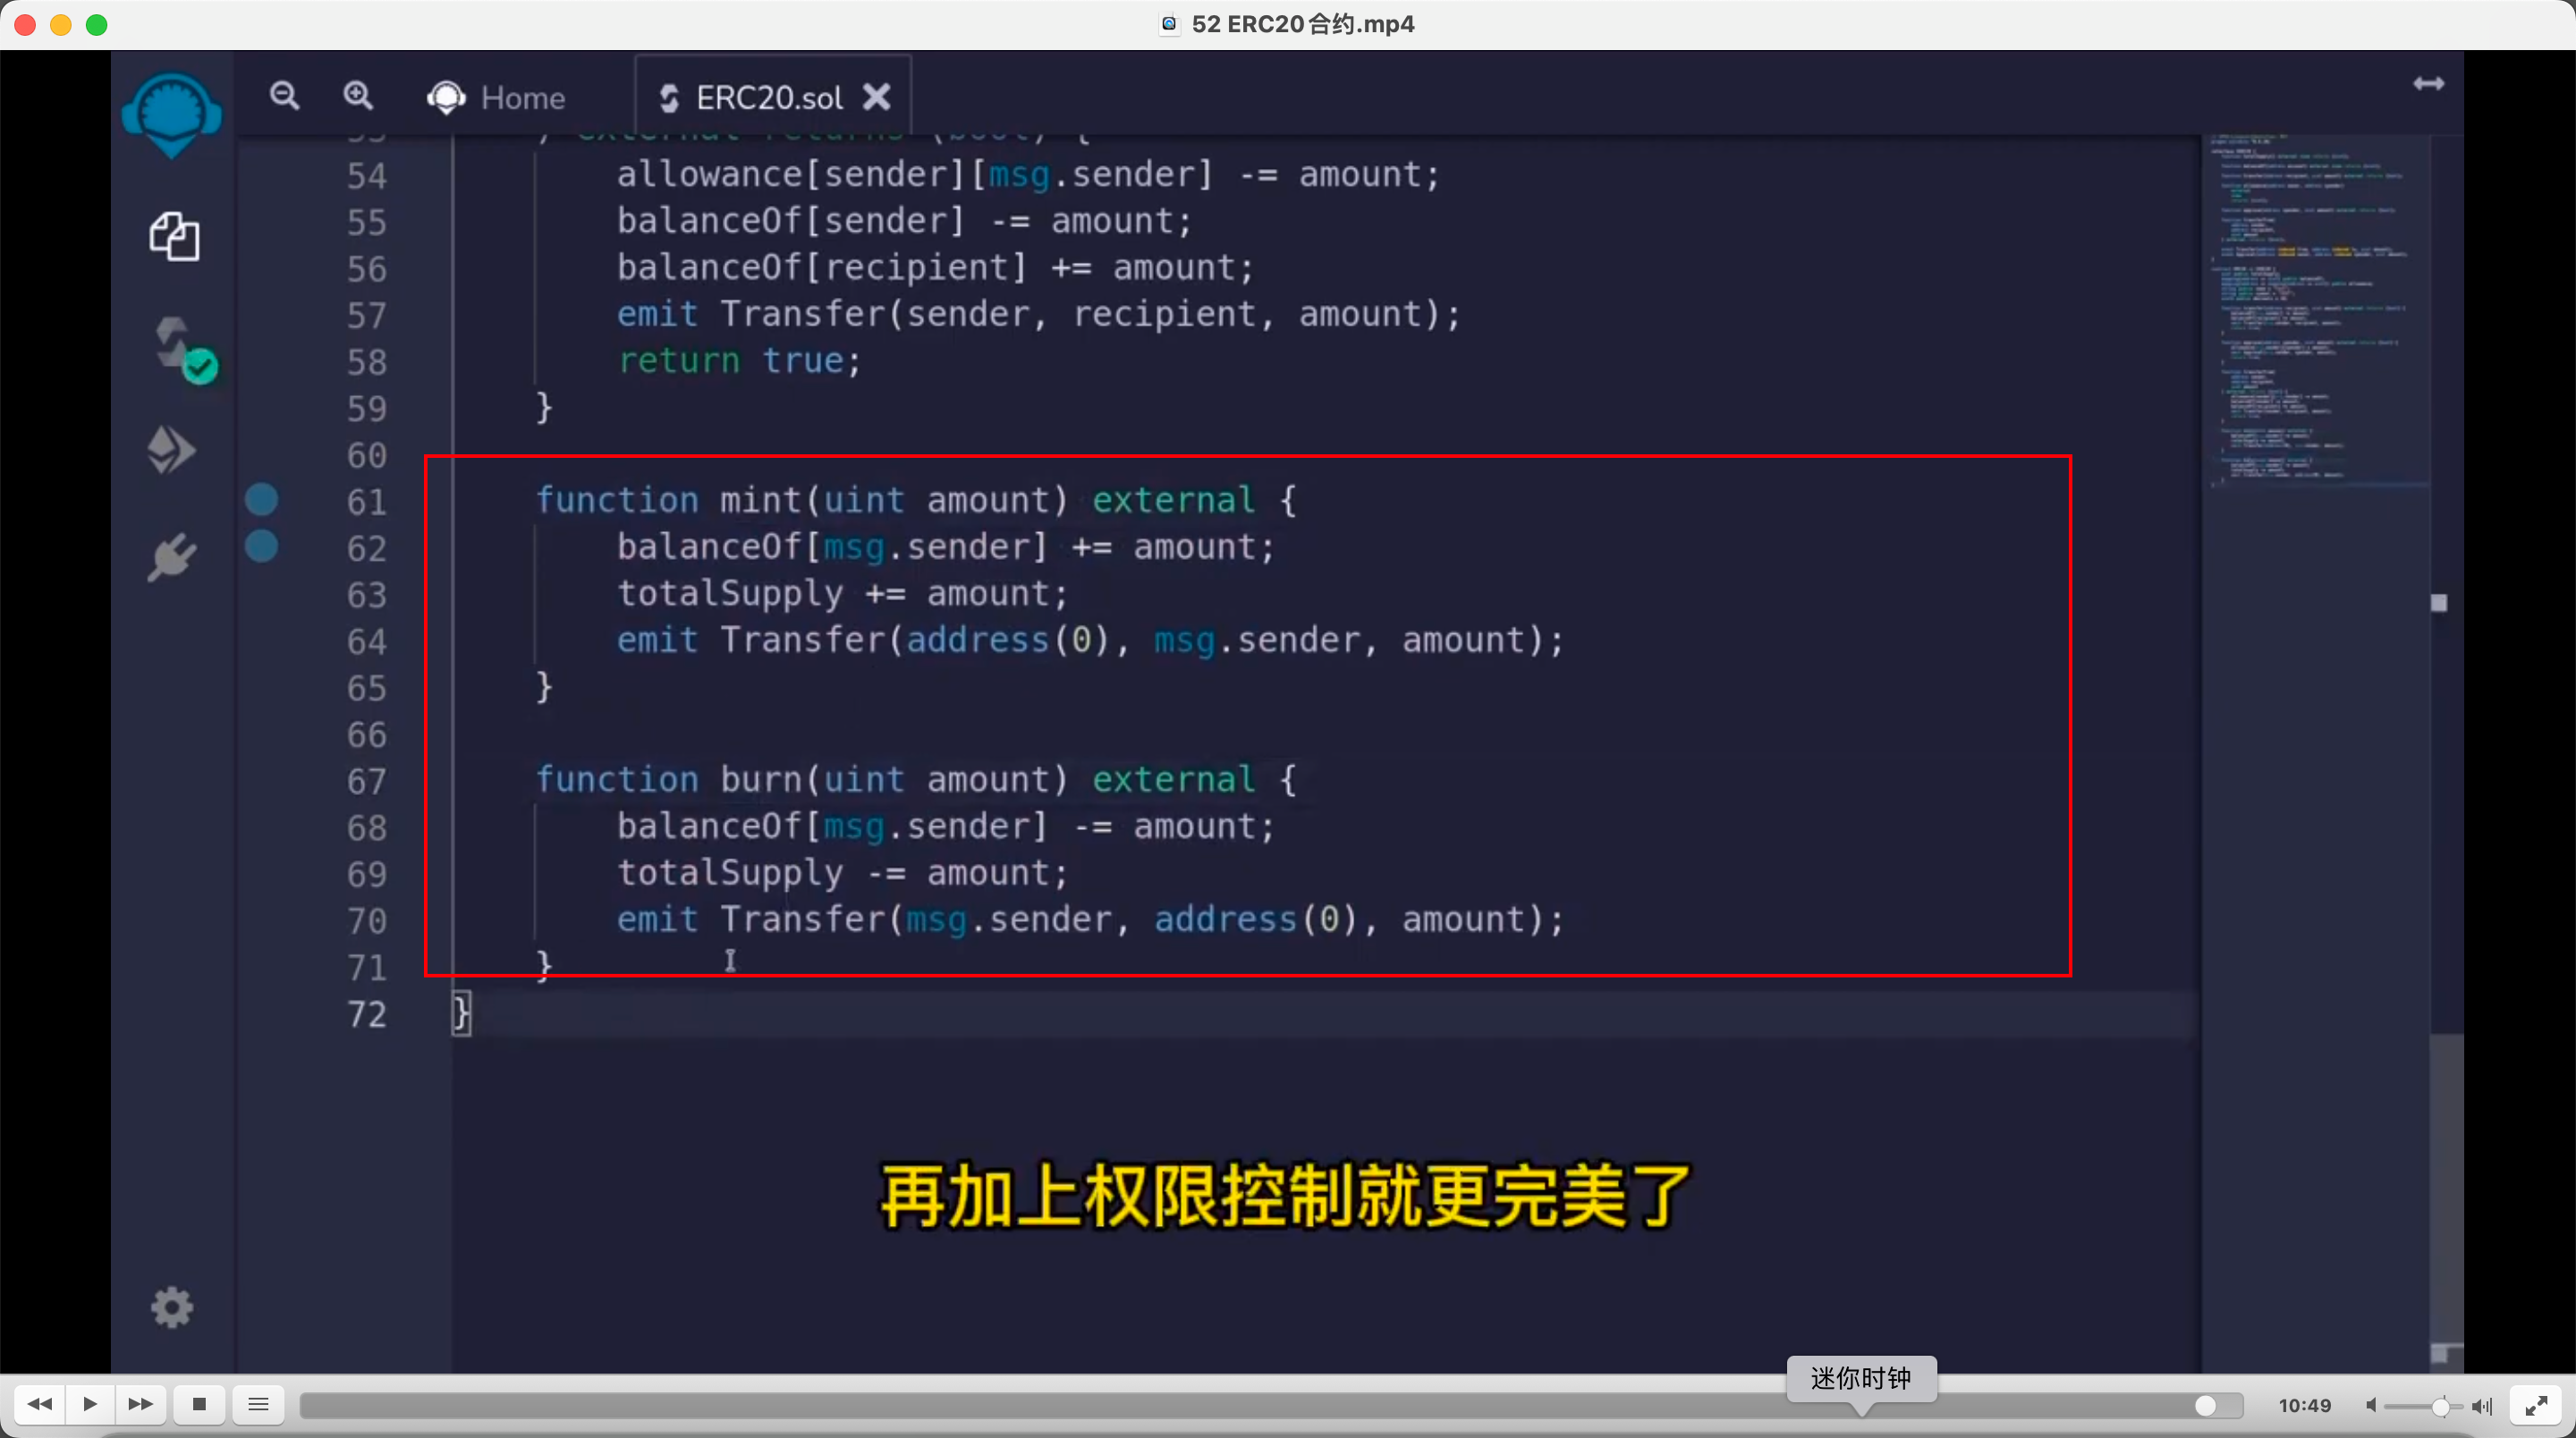 52 ERC20合约.mp4
Home
ERC20.sol
54 allowance[sender][msg.sender] -= amount;
55 balanceOf[sender] -= amount;
56 balanceOf[recipient] += amount;
57 emit Transfer(sender, recipient, amount);
58 return true;
59 }
60
61 function mint(uint amount) external {
62 balanceOf[msg.sender] += amount;
63 totalSupply += amount;
64 emit Transfer(address(0), msg.sender, amount);
65 }
66
67 function burn(uint amount) external {
68 balanceOf[msg.sender] -= amount;
69 totalSupply -= amount;
70 emit Transfer(msg.sender, address(0), amount);
71 }
72 }
再加上权限控制就更完美了
迷你时钟
10:49